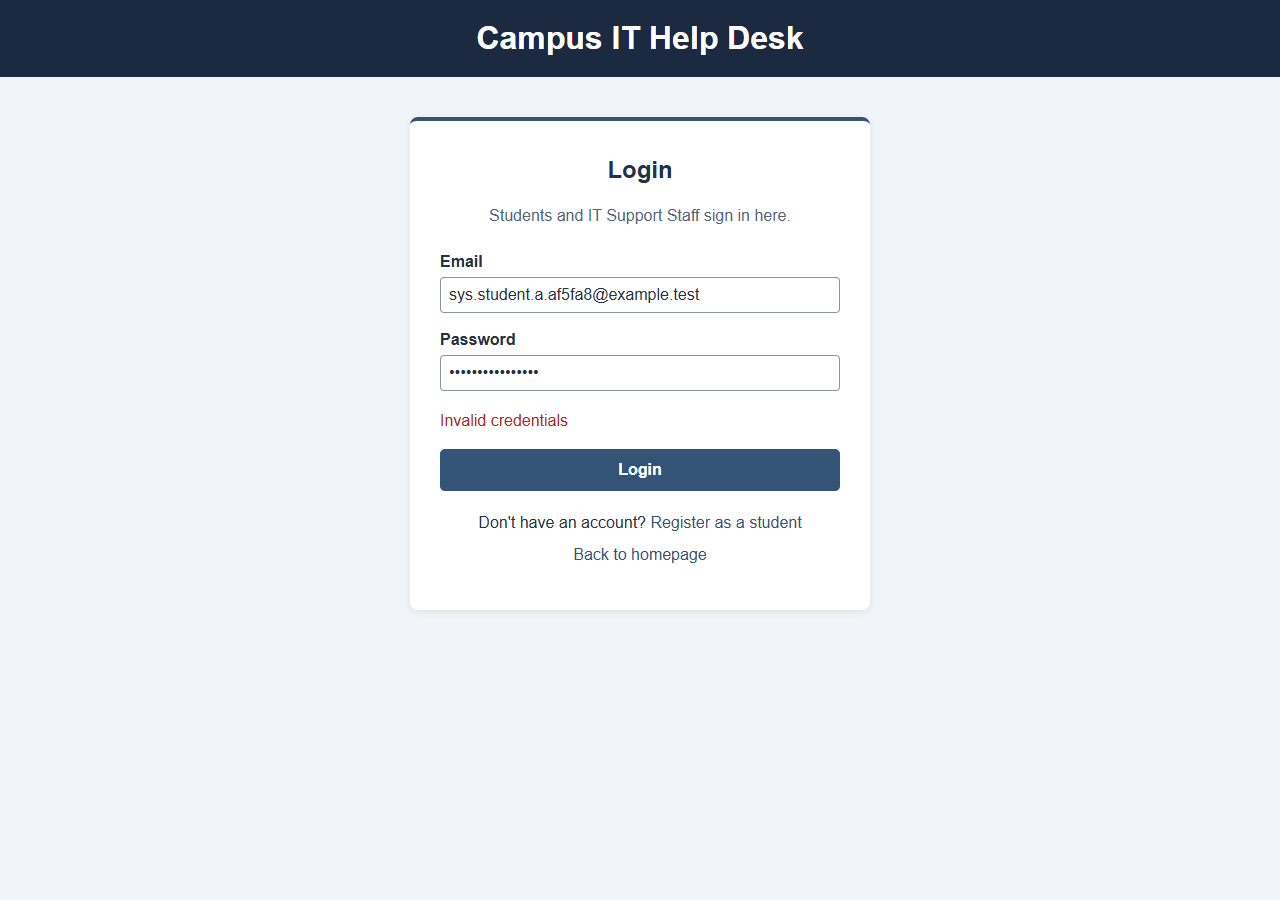 Campus IT Help Desk
Login
Students and IT Support Staff sign in here.
Email
sys.student.a.af5fa8@example.test
Password
••••••••••••••••
Invalid credentials
Login
Don't have an account? Register as a student
Back to homepage